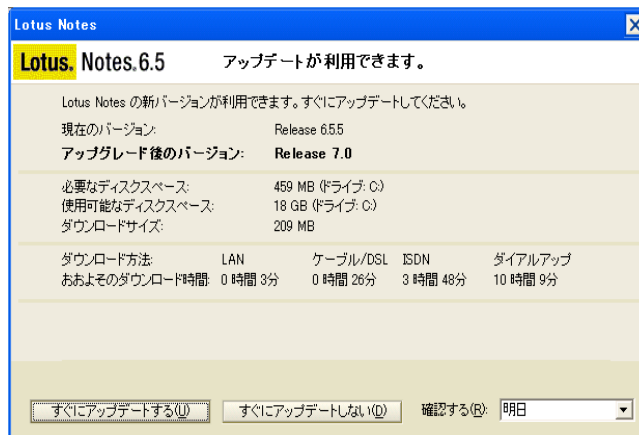 Lotus Notes
Lotus. Notes.6.5 アップデートが利用できます。
Lotus Notes の新バージョンが利用できます。すぐにアップデートしてください。
現在のバージョン: Release 6.5.5
アップグレード後のバージョン: Release 7.0
必要なディスクスペース: 459 MB (ドライブ: C:)
使用可能なディスクスペース: 18 GB (ドライブ: C:)
ダウンロードサイズ: 209 MB
ダウンロード方法: LAN ケーブル/DSL ISDN ダイアルアップ
おおよそのダウンロード時間: 0 時間 3分 0 時間 26分 3 時間 48分 10 時間 9分
すぐにアップデートする(U) すぐにアップデートしない(D) 確認する(R): 明日